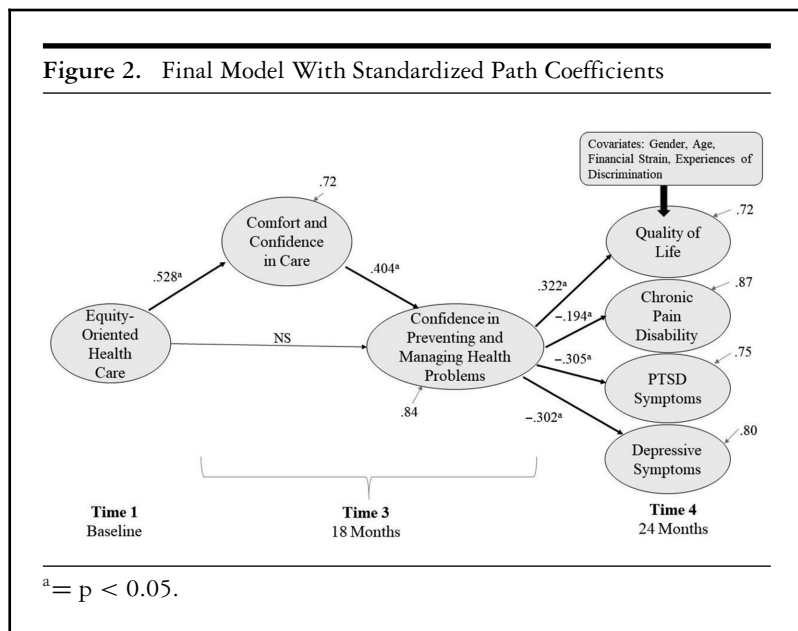 Figure 2. Final Model With Standardized Path Coefficients
Covariates: Gender, Age,
Financial Strain, Experiences of
Discrimination
.72
Comfort and
Confidence
in Care
.72
Quality of
Life
.528a
.404a
.322a
.87
Chronic
Pain
Disability
Equity-
Oriented
Health
Care
NS
Confidence in
Preventing and
Managing Health
Problems
-.194a
.75
-.305a
PTSD
Symptoms
.84
-.302a
.80
Depressive
Symptoms
Time 1
Baseline
Time 3
18 Months
Time 4
24 Months
a= p < 0.05.